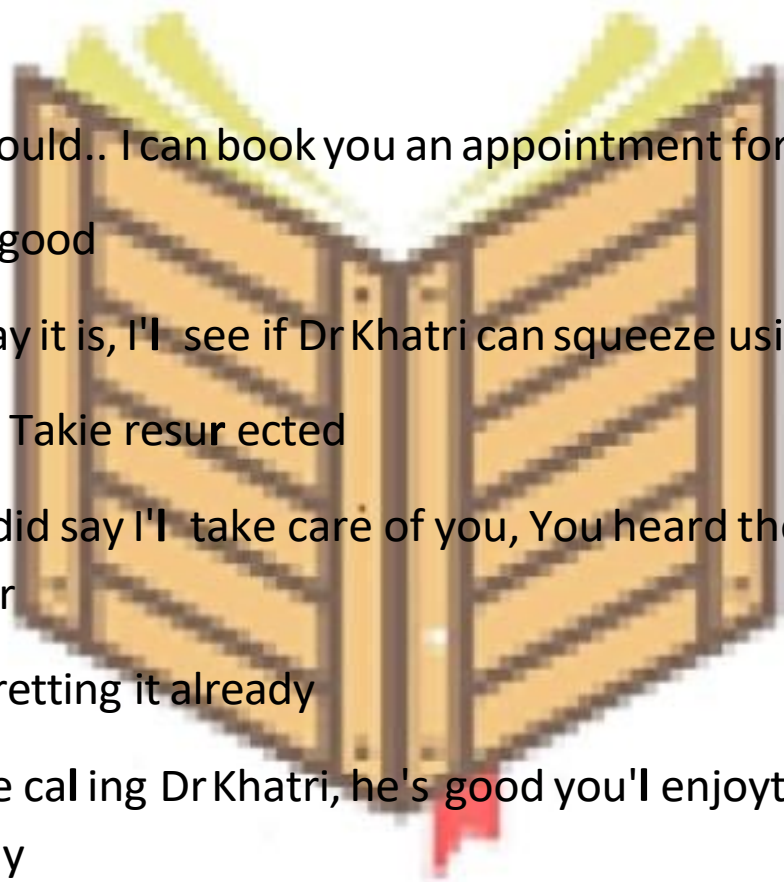 ould.. I can book you an appointment for
good
ay it is, I'l see if Dr Khatri can squeeze usi
Takie resur ected
did say I'l take care of you, You heard the
r
retting it already
e cal ing Dr Khatri, he's good you'l enjoyt
y